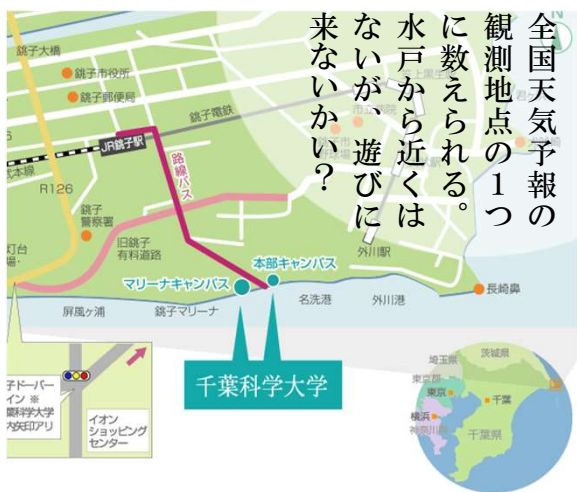 全国天気予報の
観測地点の1つ
に数えられる。
水戸から近くは
ないが、遊びに
来ないかい？
N
銚子大橋
銚子市役所
銚子郵便局
銚子電鉄
JR銚子駅
路線バス
R126
銚子
警察署
旧銚子
有料道路
外川駅
本部キャンパス
マリーナキャンパス
屏風ヶ浦
銚子マリーナ
名洗港
外川港
長崎鼻
千葉科学大学
イオン
ショッピング
センター
埼玉県
茨城県
東京都
東京
千葉
横浜
神奈川県
千葉県